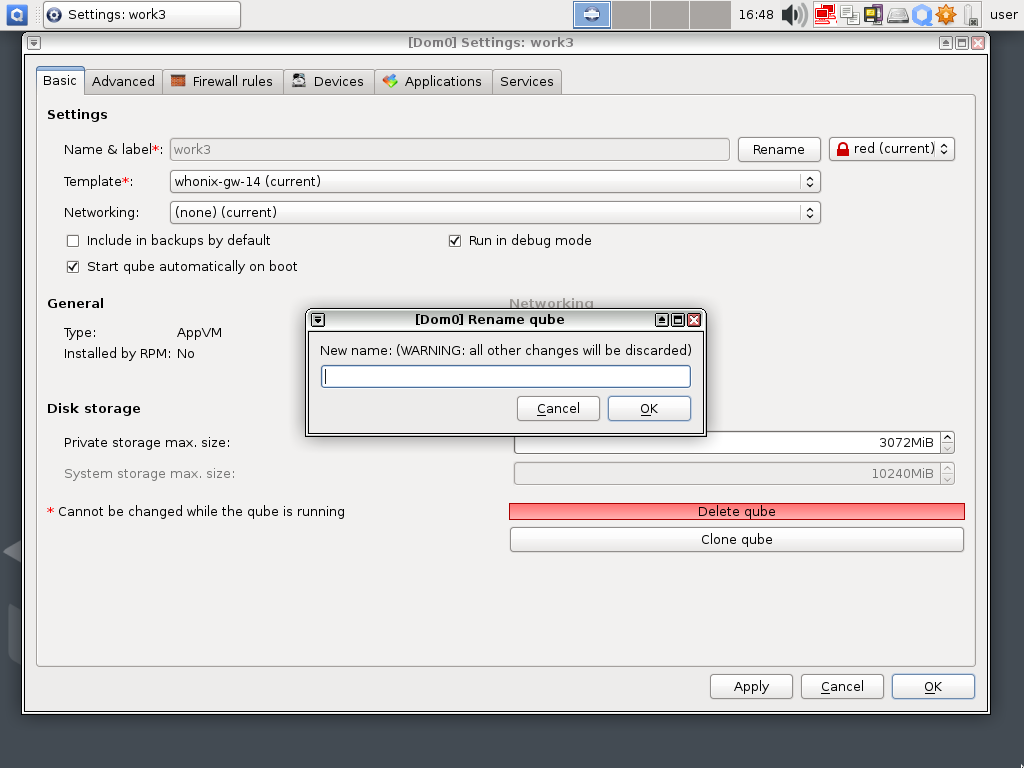 Settings: work3
16:48
user
[Dom0] Settings: work3
Basic
Advanced
Firewall rules
Devices
Applications
Services
Settings
Name & label*:
work3
Rename
red (current)
Template*:
whonix-gw-14 (current)
Networking:
(none) (current)
Include in backups by default
Run in debug mode
Start qube automatically on boot
General
Networking
Type:
AppVM
Installed by RPM:
No
[Dom0] Rename qube
New name: (WARNING: all other changes will be discarded)
Cancel
OK
Disk storage
Private storage max. size:
3072MiB
System storage max. size:
10240MiB
* Cannot be changed while the qube is running
Delete qube
Clone qube
Apply
Cancel
OK